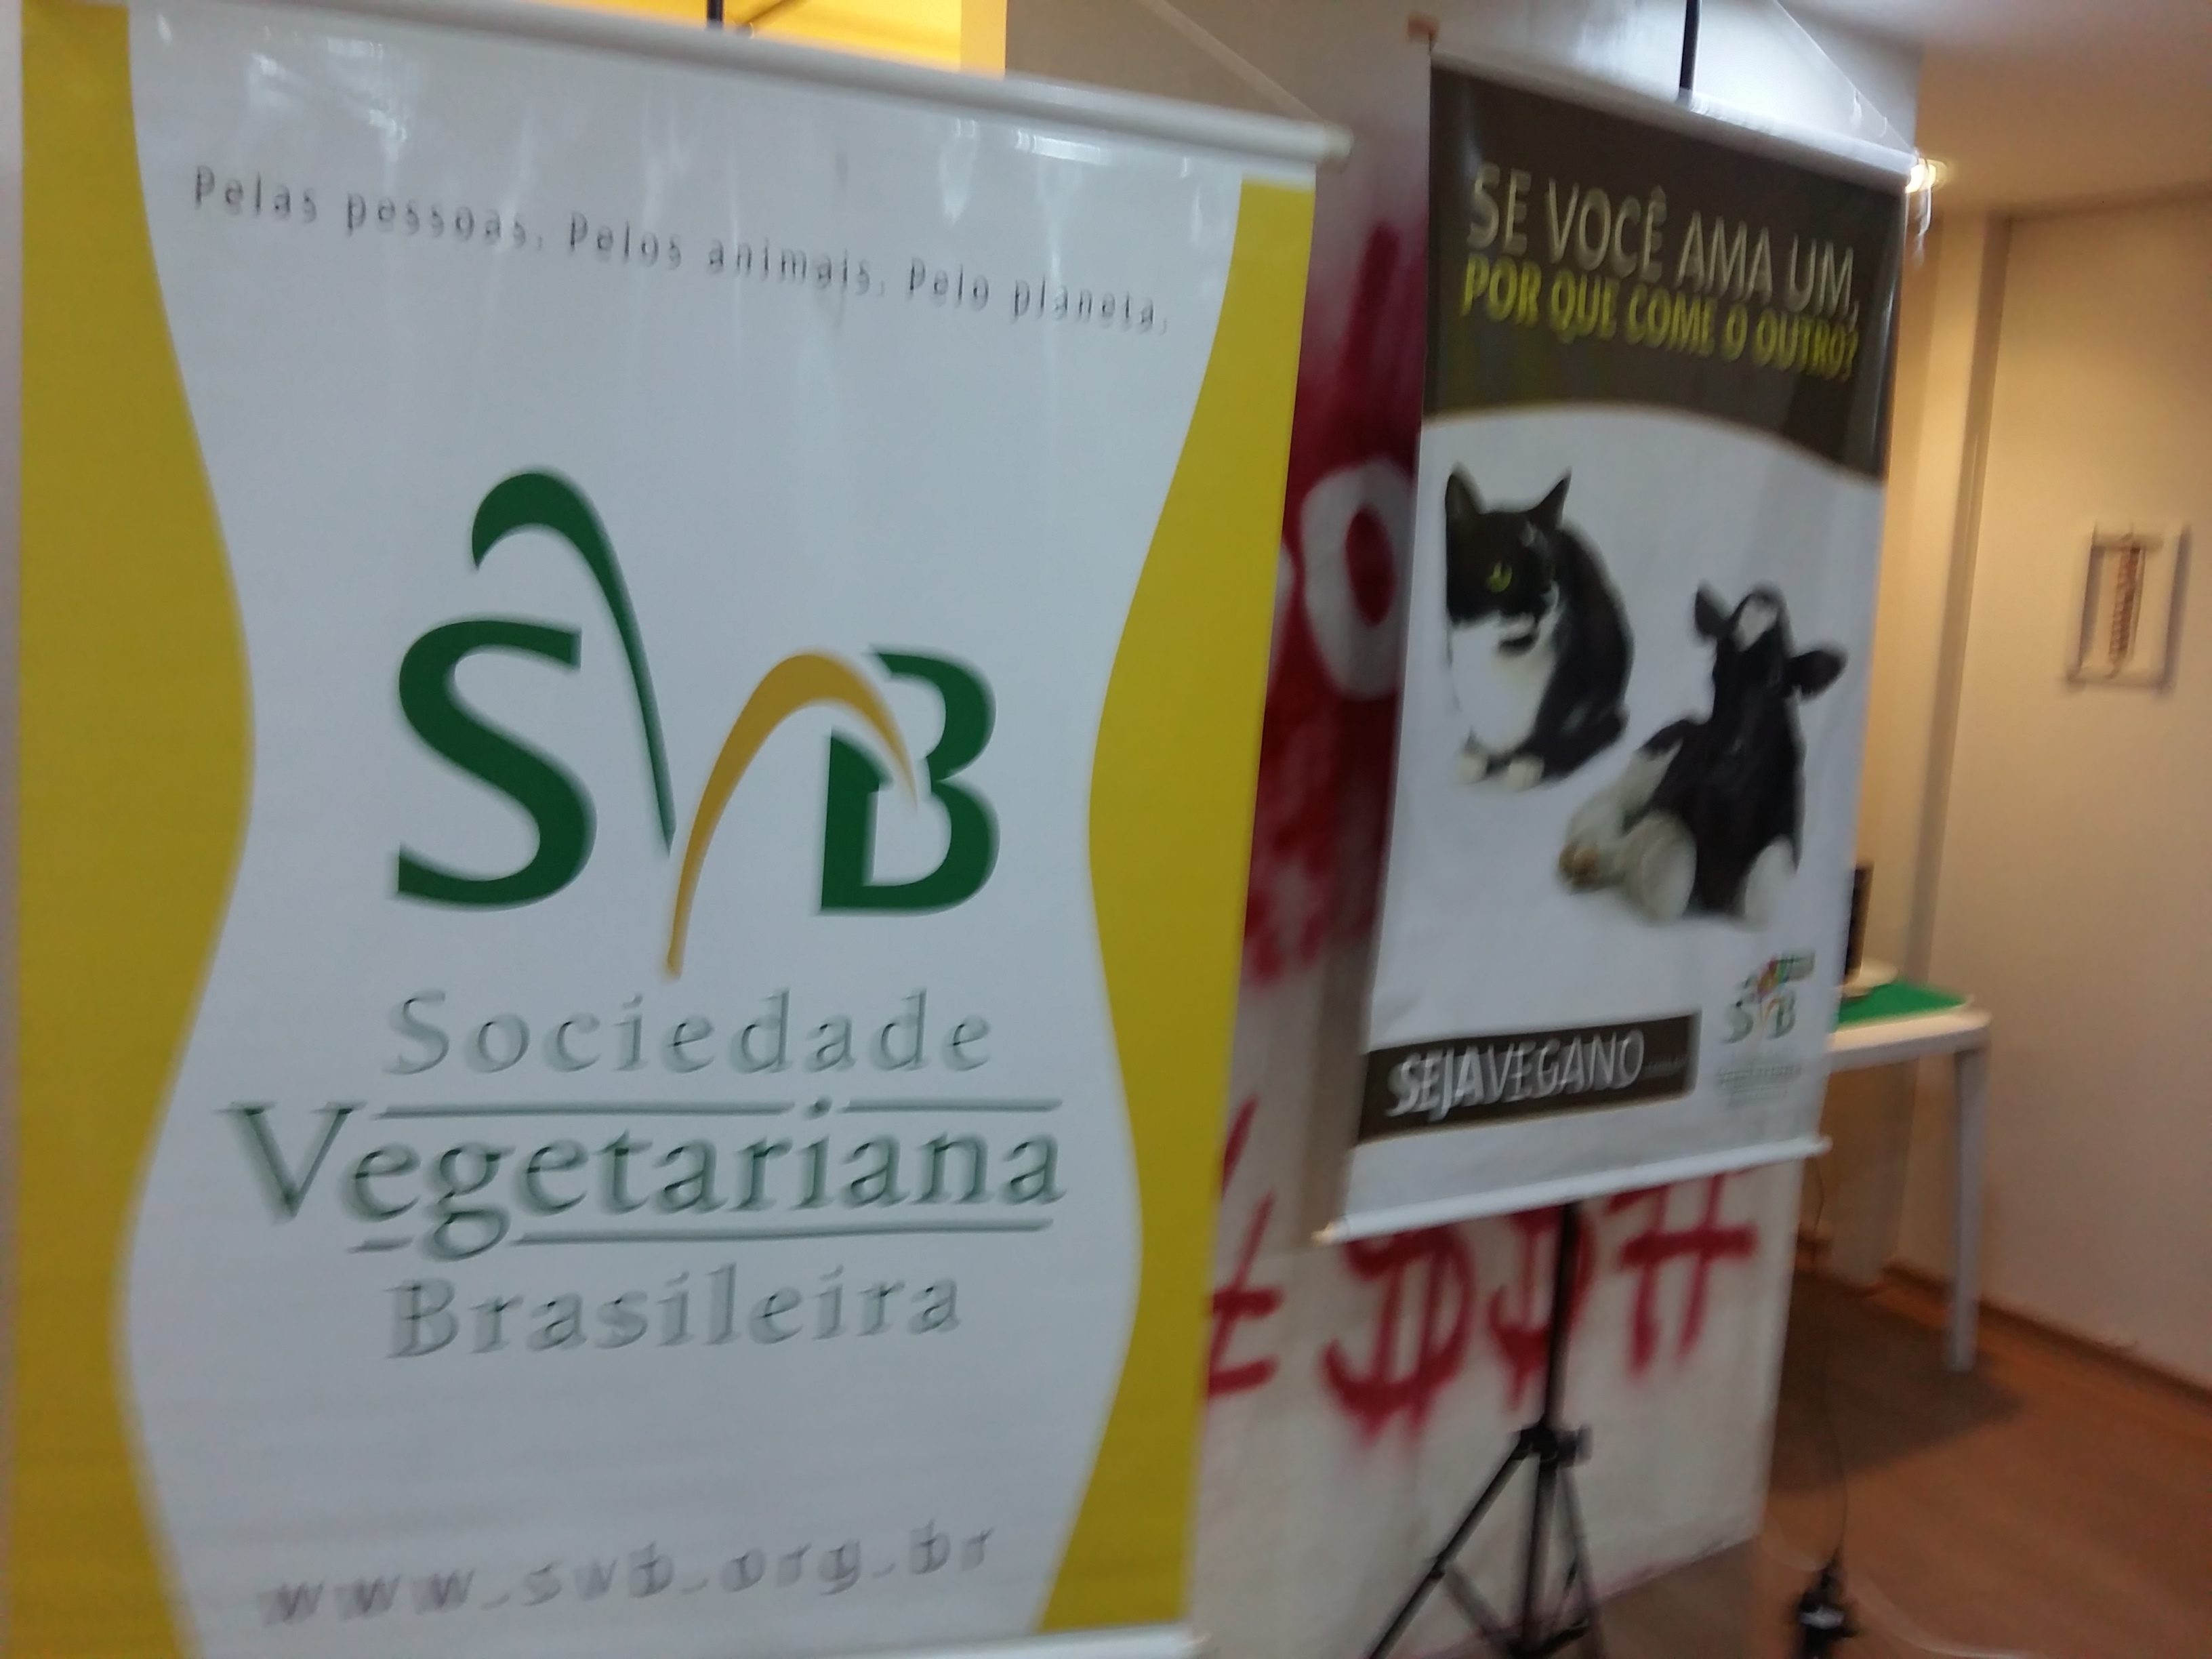 Pelas pessoas. Pelos animais. Pelo planeta.
SVB
Sociedade
Vegetariana
Brasileira
www.svb.org.br
SE VOCÊ AMA UM,
POR QUE COME O OUTRO?
SEJAVEGANO
SVB